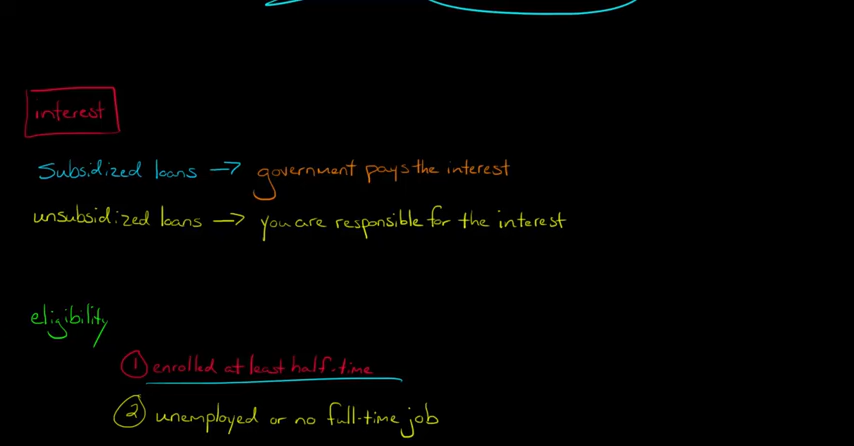 interest
Subsidized loans → government pays the interest
unsubsidized loans → you are responsible for the interest
eligibility
① enrolled at least half-time
② unemployed or no full-time job